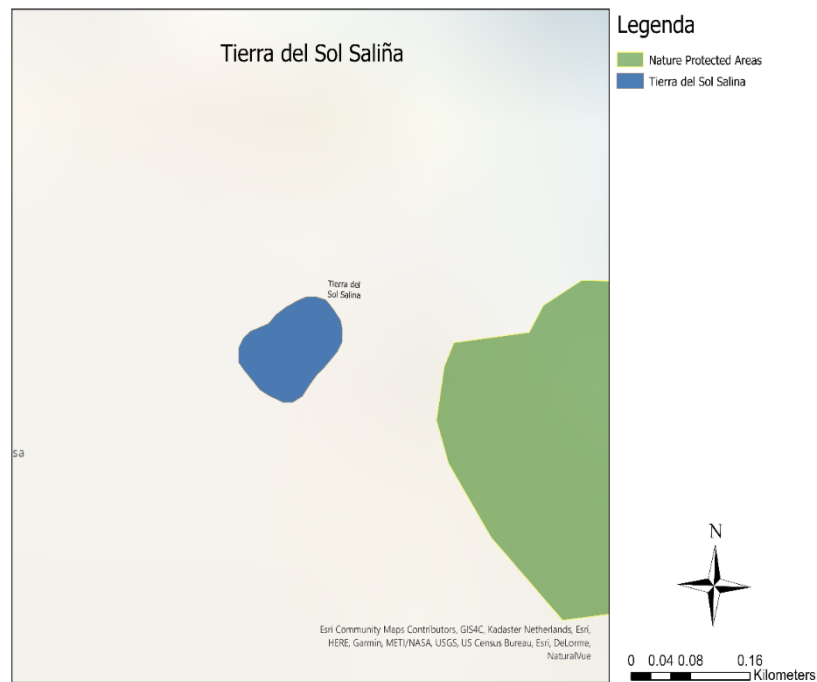 Tierra del Sol Saliña
Legenda
Nature Protected Areas
Tierra del Sol Salina
Tierra del
Sol Salina
sa
N
Esri Community Maps Contributors, GIS4C, Kadaster Netherlands, Esri,
HERE, Garmin, METI/NASA, USGS, US Census Bureau, Esri, DeLorme,
NaturalVue
0 0.04 0.08 0.16
Kilometers